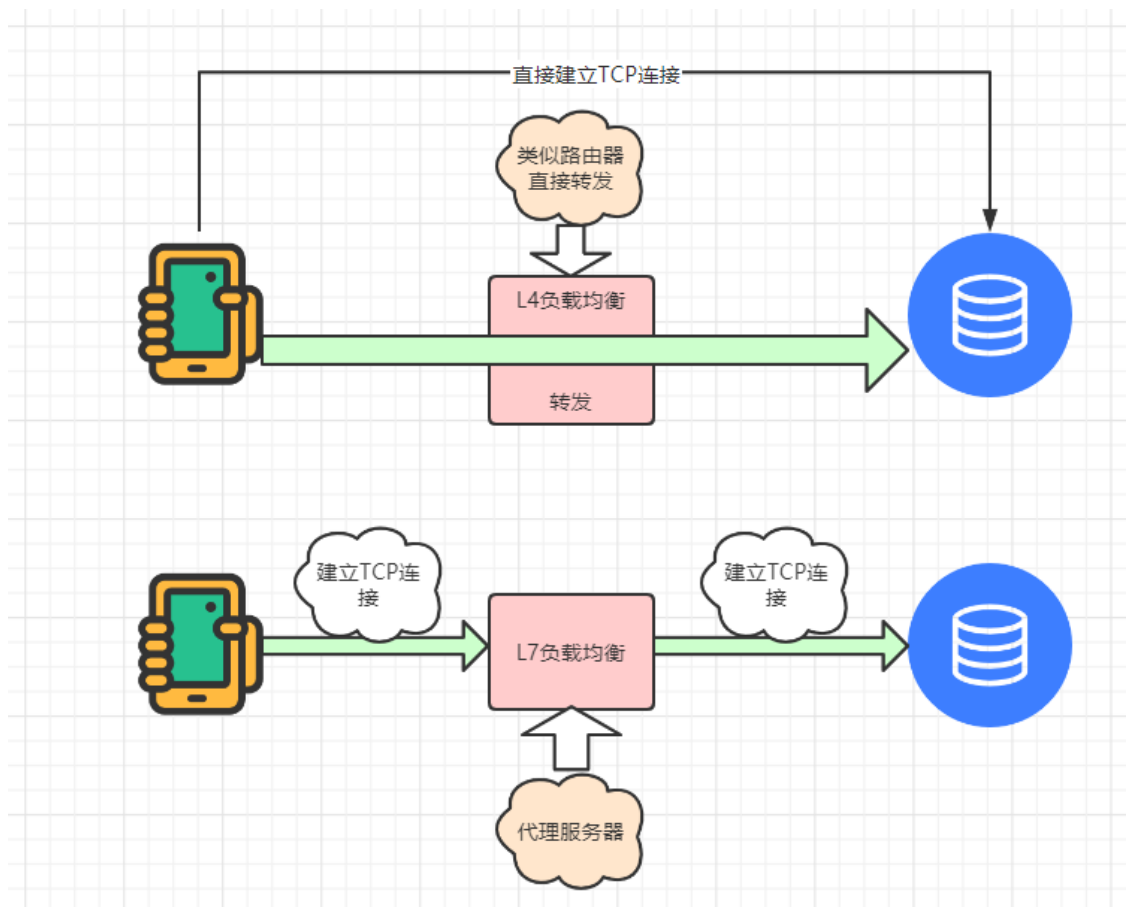 直接建立TCP连接
类似路由器
直接转发
L4负载均衡
转发
建立TCP连
接
建立TCP连
接
L7负载均衡
代理服务器